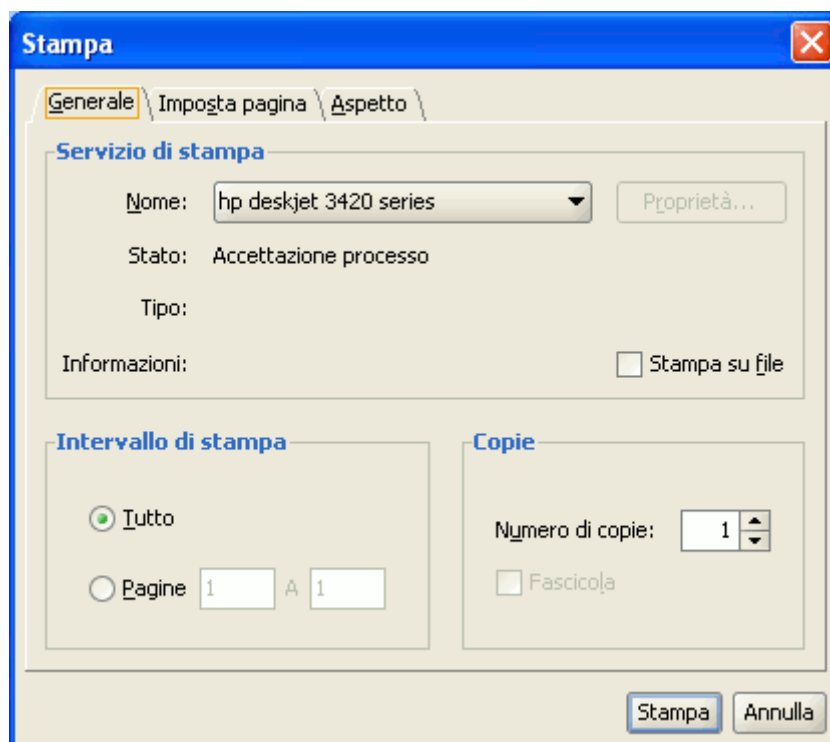 Stampa
Generale Imposta pagina Aspetto
Servizio di stampa
Nome: hp deskjet 3420 series Proprietà...
Stato: Accettazione processo
Tipo:
Informazioni: Stampa su file
Intervallo di stampa
Tutto
Pagine 1 A 1
Copie
Numero di copie: 1
Fascicola
Stampa Annulla